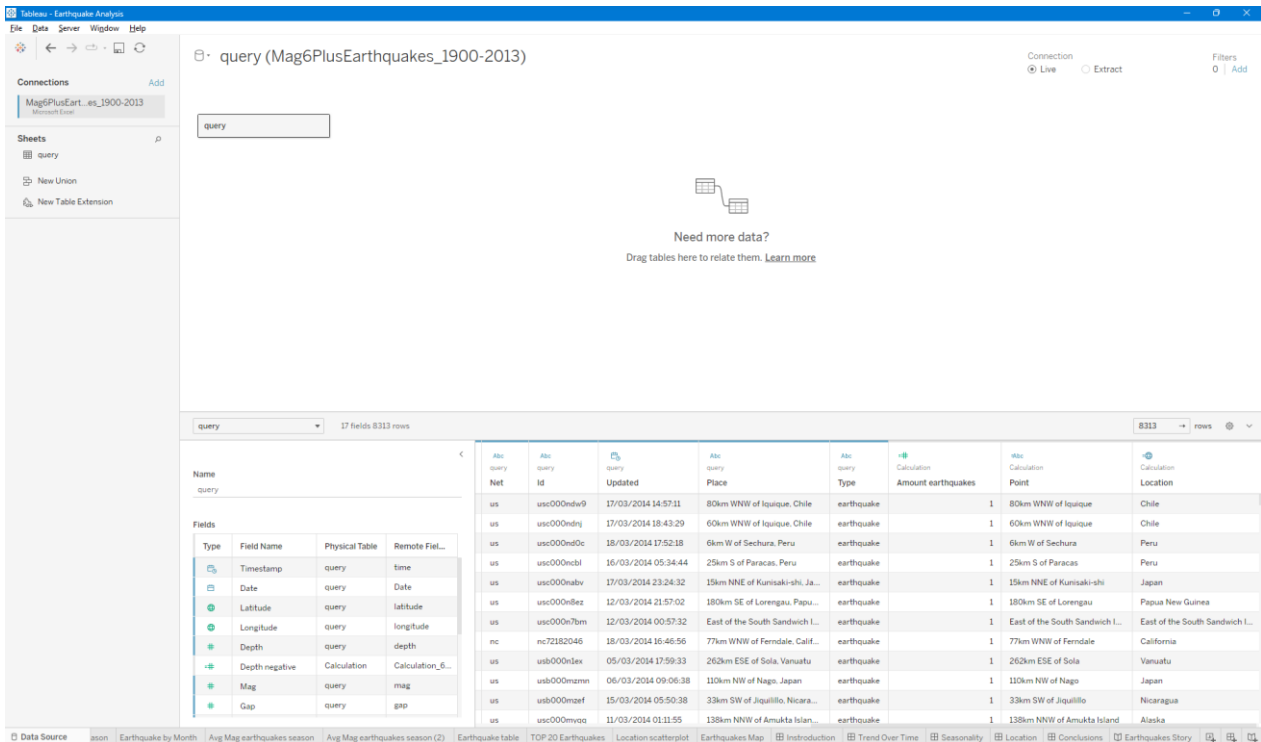 Tableau - Earthquake Analysis
File Data Server Window Help
Connections Add
Mag6PlusEart...es_1900-2013
Microsoft Excel
Sheets
query
New Union
New Table Extension
query (Mag6PlusEarthquakes_1900-2013)
Connection
Live Extract
Filters
0 Add
query
Need more data?
Drag tables here to relate them. Learn more
query 17 fields 8313 rows 8313 rows
Name
query
Fields
Type Field Name Physical Table Remote Fiel...
Timestamp query time
Date query Date
Latitude query latitude
Longitude query longitude
# Depth query depth
=# Depth negative Calculation Calculation_6...
# Mag query mag
# Gap query gap
Abc Abc Abc Abc =# =Abc
query query query query query Calculation Calculation Calculation
Net Id Updated Place Type Amount earthquakes Point Location
us usc000ndw9 17/03/2014 14:57:11 80km WNW of Iquique, Chile earthquake 1 80km WNW of Iquique Chile
us usc000ndnj 17/03/2014 18:43:29 60km WNW of Iquique, Chile earthquake 1 60km WNW of Iquique Chile
us usc000nd0c 18/03/2014 17:52:18 6km W of Sechura, Peru earthquake 1 6km W of Sechura Peru
us usc000ncbl 16/03/2014 05:34:44 25km S of Paracas, Peru earthquake 1 25km S of Paracas Peru
us usc000nabv 17/03/2014 23:24:32 15km NNE of Kunisaki-shi, Ja... earthquake 1 15km NNE of Kunisaki-shi Japan
us usc000n8ez 12/03/2014 21:57:02 180km SE of Lorengau, Papu... earthquake 1 180km SE of Lorengau Papua New Guinea
us usc000n7bm 12/03/2014 00:57:32 East of the South Sandwich I... earthquake 1 East of the South Sandwich I... East of the South Sandwich I...
nc nc72182046 18/03/2014 16:46:56 77km WNW of Ferndale, Calif... earthquake 1 77km WNW of Ferndale California
us usb000n1ex 05/03/2014 17:59:33 262km ESE of Sola, Vanuatu earthquake 1 262km ESE of Sola Vanuatu
us usb000mzmn 06/03/2014 09:06:38 110km NW of Nago, Japan earthquake 1 110km NW of Nago Japan
us usb000mzef 15/03/2014 05:50:38 33km SW of Jiquilillo, Nicara... earthquake 1 33km SW of Jiquilillo Nicaragua
us usc000myqq 11/03/2014 01:11:55 138km NNW of Amukta Islan... earthquake 1 138km NNW of Amukta Island Alaska
Data Source ason Earthquake by Month Avg Mag earthquakes season Avg Mag earthquakes season (2) Earthquake table TOP 20 Earthquakes Location scatterplot Earthquakes Map Instroduction Trend Over Time Seasonality Location Conclusions Earthquakes Story